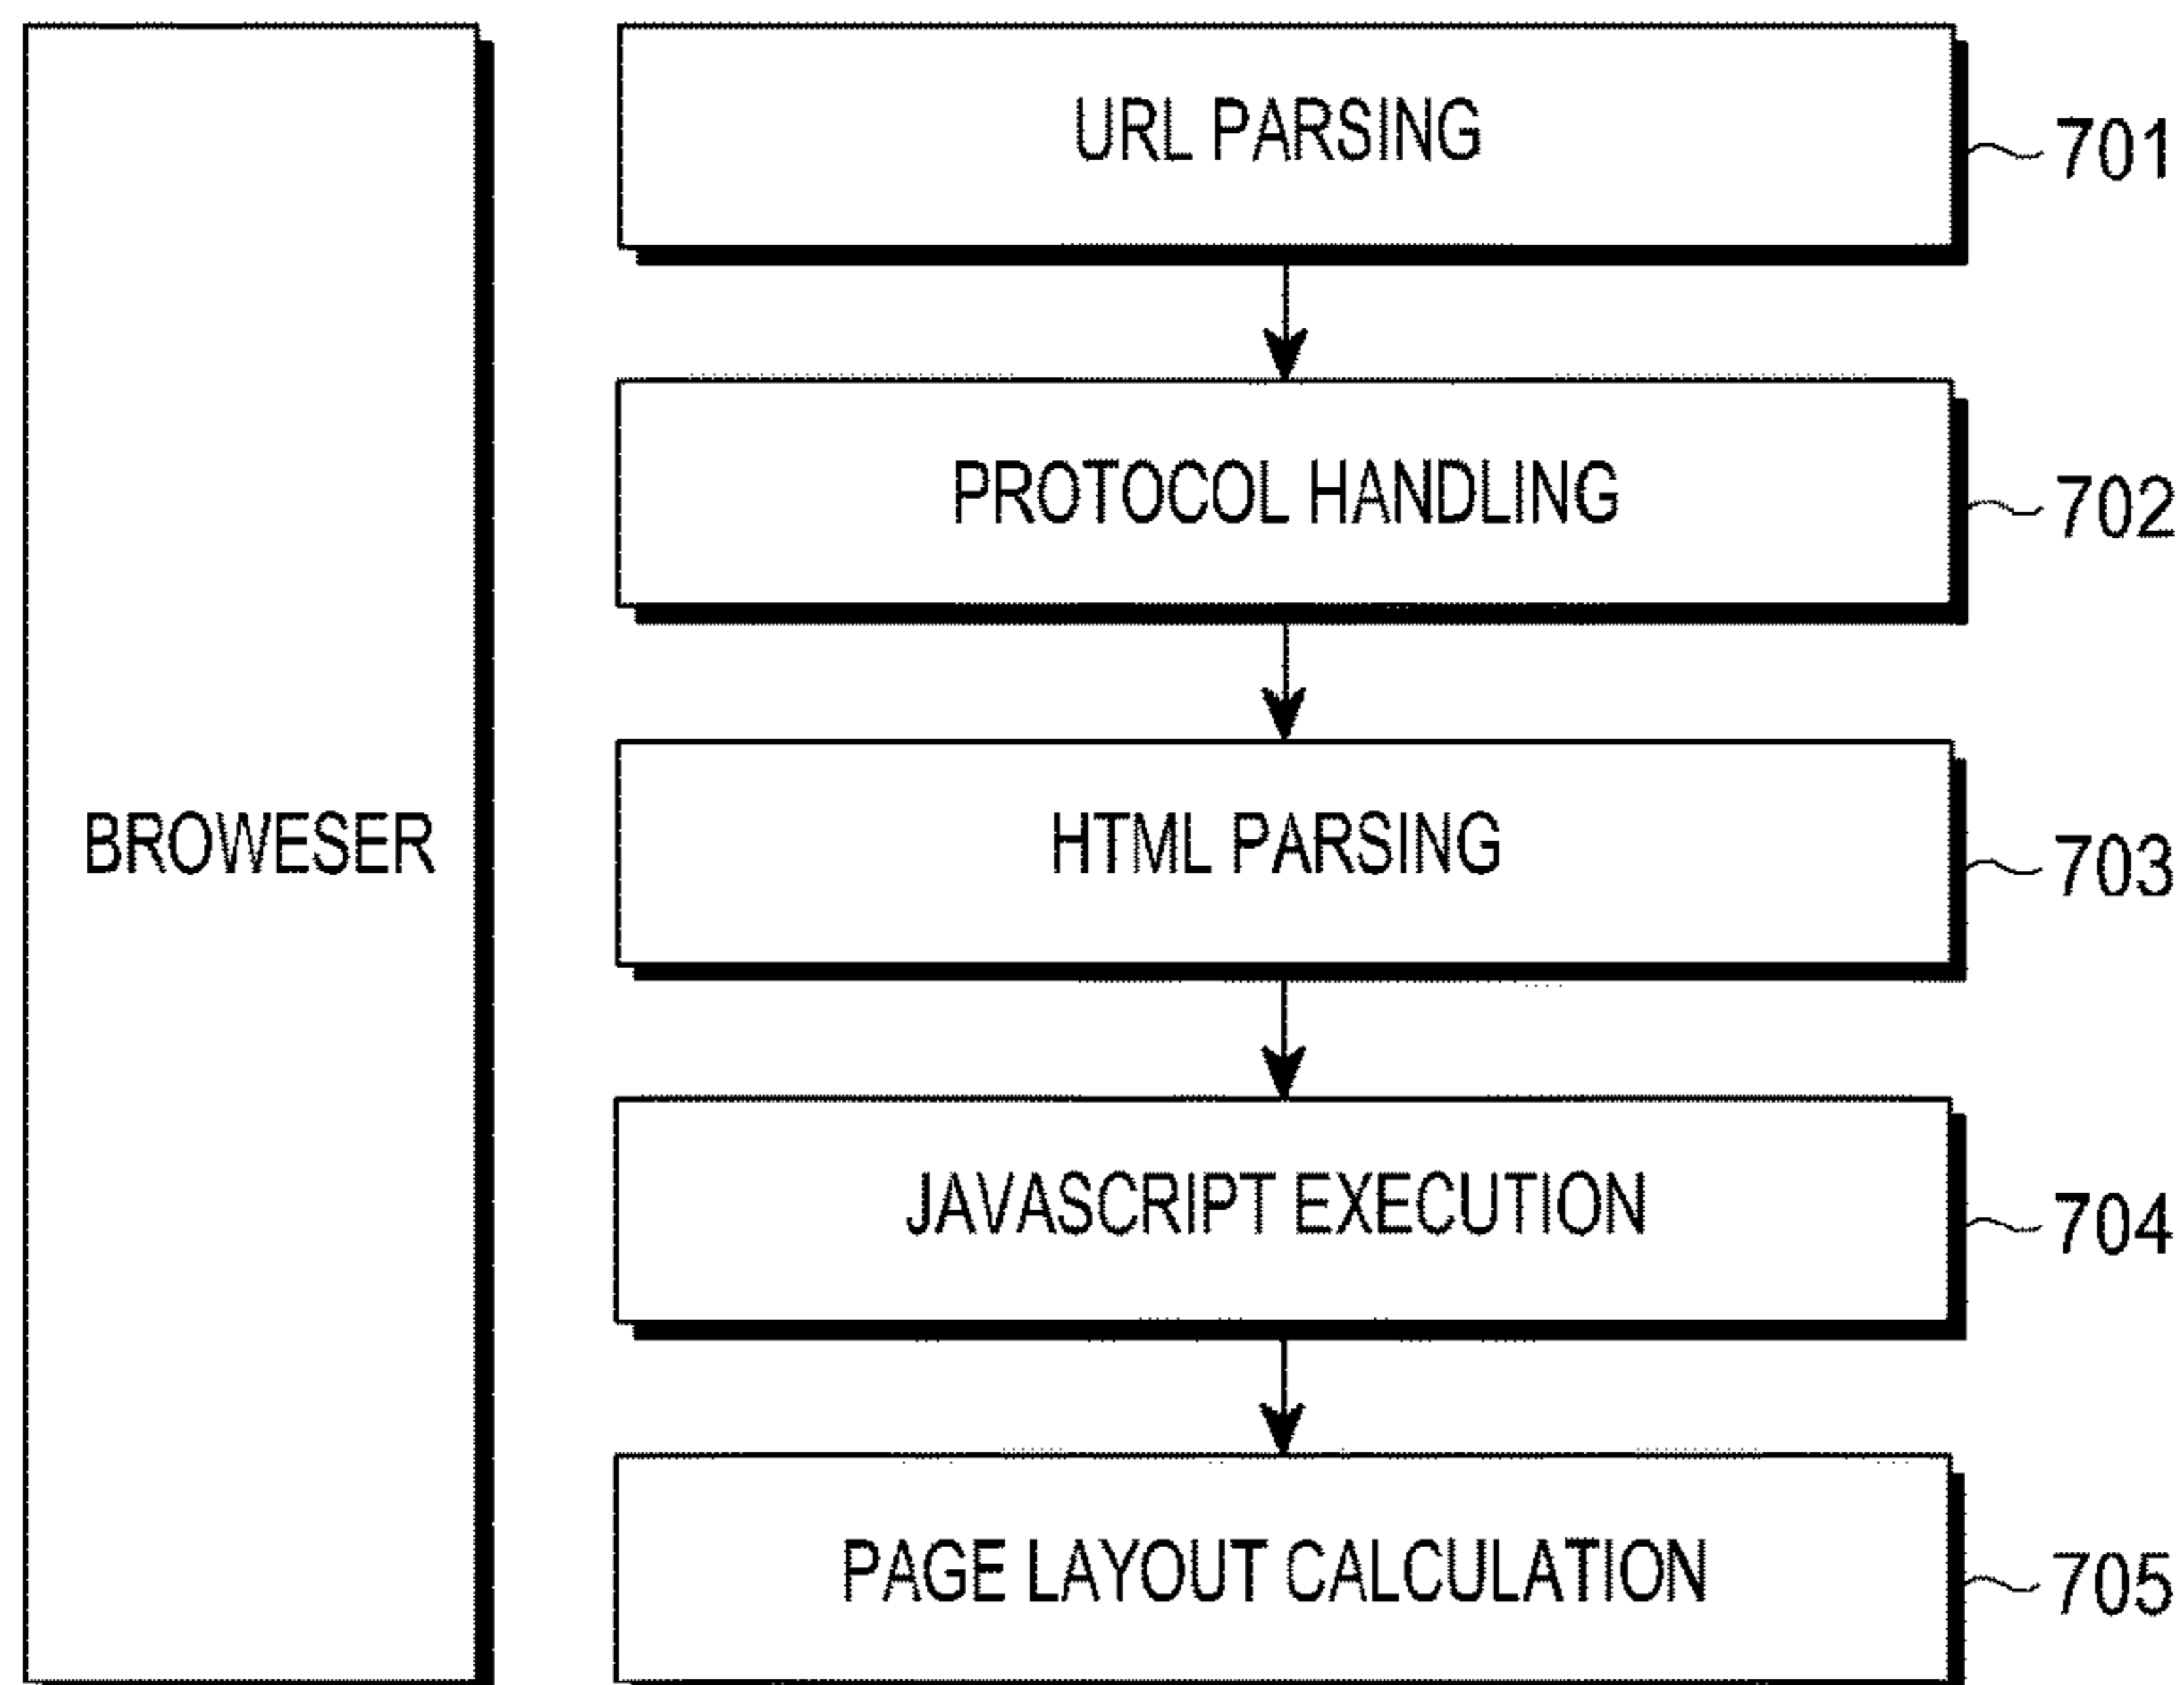 BROWESER
URL PARSING
701
PROTOCOL HANDLING
702
HTML PARSING
703
JAVASCRIPT EXECUTION
704
PAGE LAYOUT CALCULATION
705